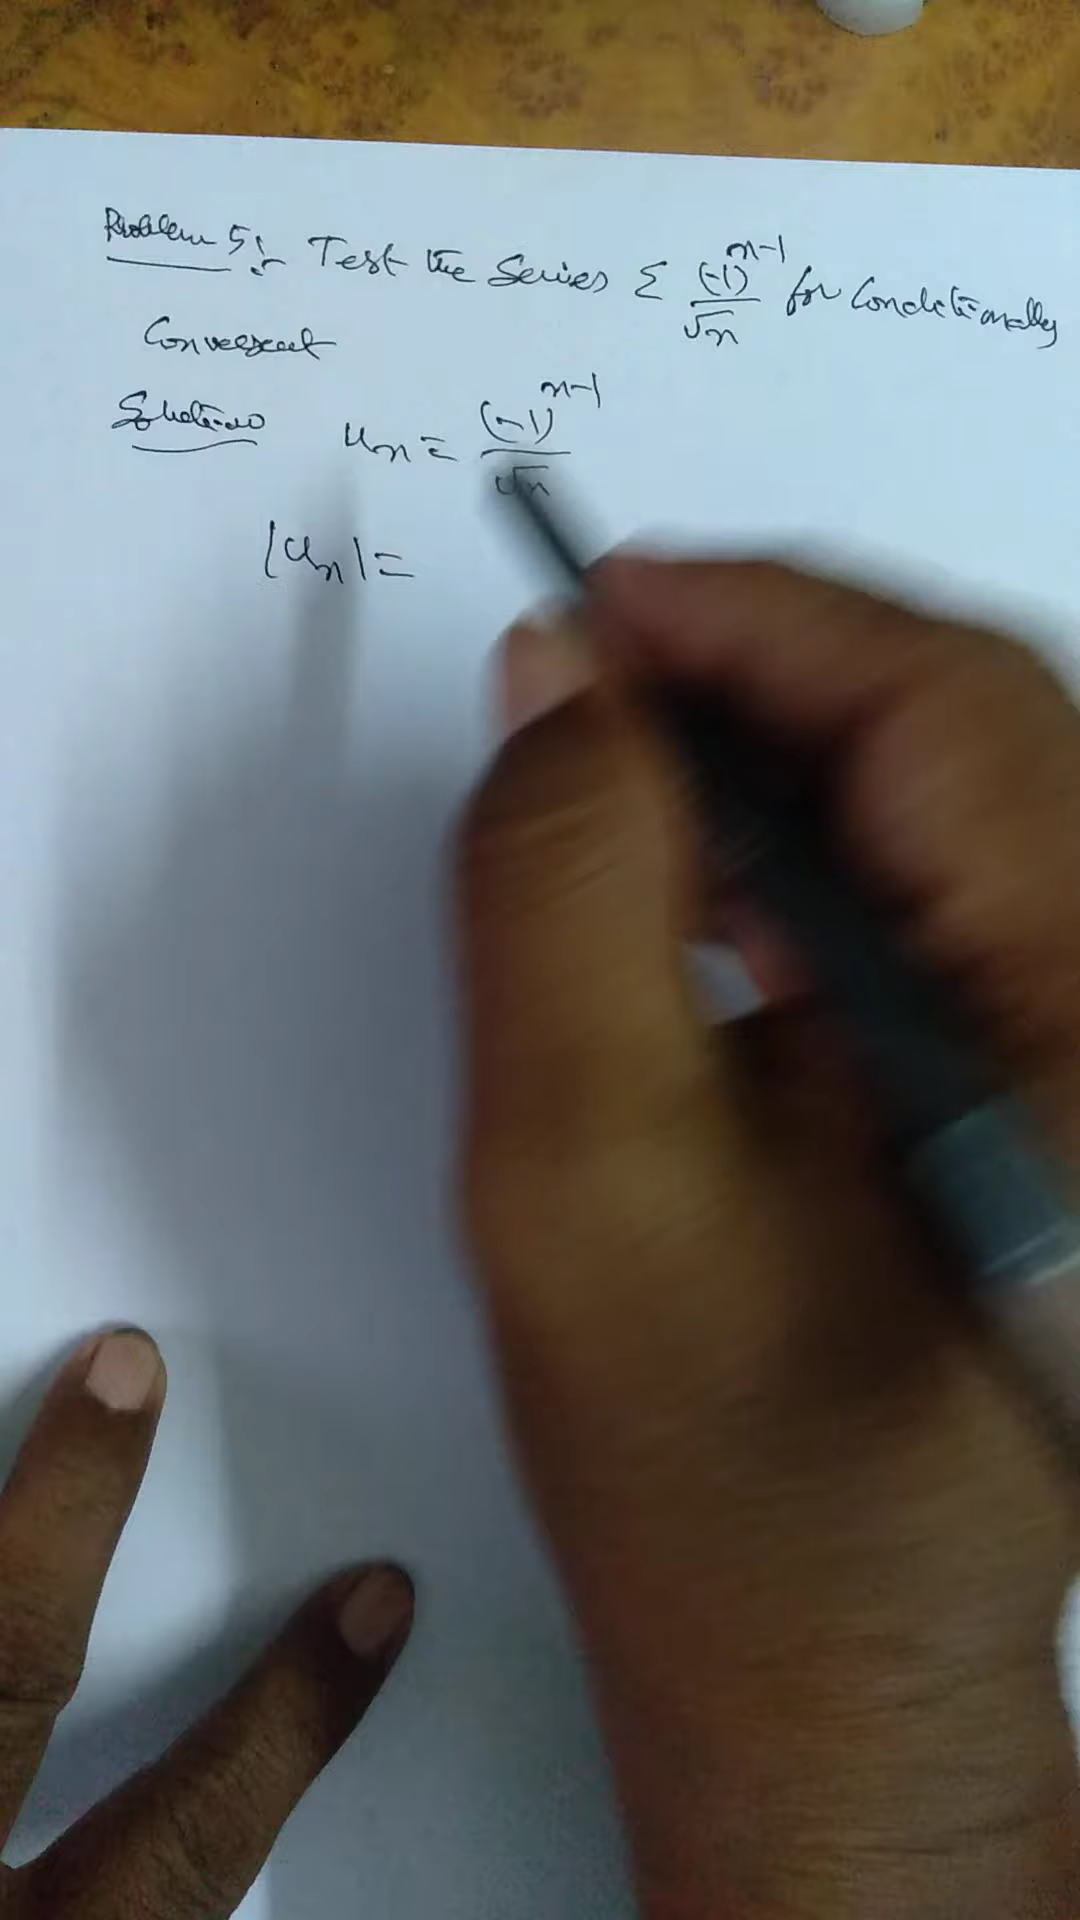 Problem 5:- Test the Series Σ (-1)^{n-1}/√n for Conditionally
Convergent
Solution u_n = (-1)^{n-1}/√n
|u_n| =